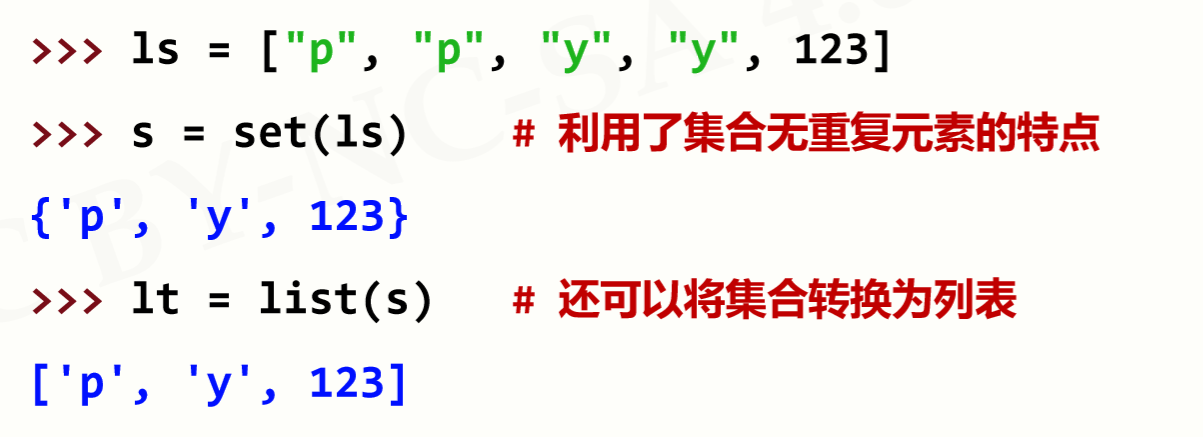 >>> ls = ["p", "p", "y", "y", 123]
>>> s = set(ls) # 利用了集合无重复元素的特点
{'p', 'y', 123}
>>> lt = list(s) # 还可以将集合转换为列表
['p', 'y', 123]
BY-NC-SA 4.